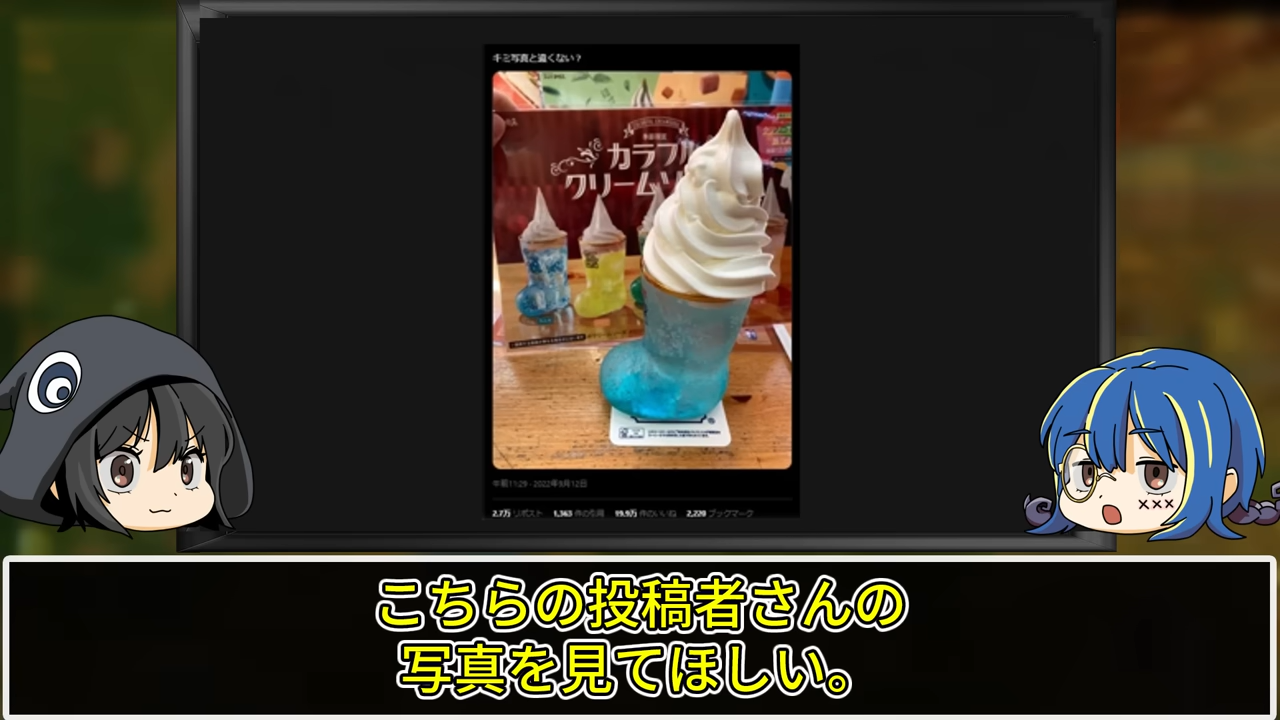 キミ写真と違くない？
カラフル
クリームソ
午前11:29 · 2022年9月12日
2.7万 リポスト 1,363 件の引用 19.9万 件のいいね 2,220 ブックマーク
こちらの投稿者さんの
写真を見てほしい。